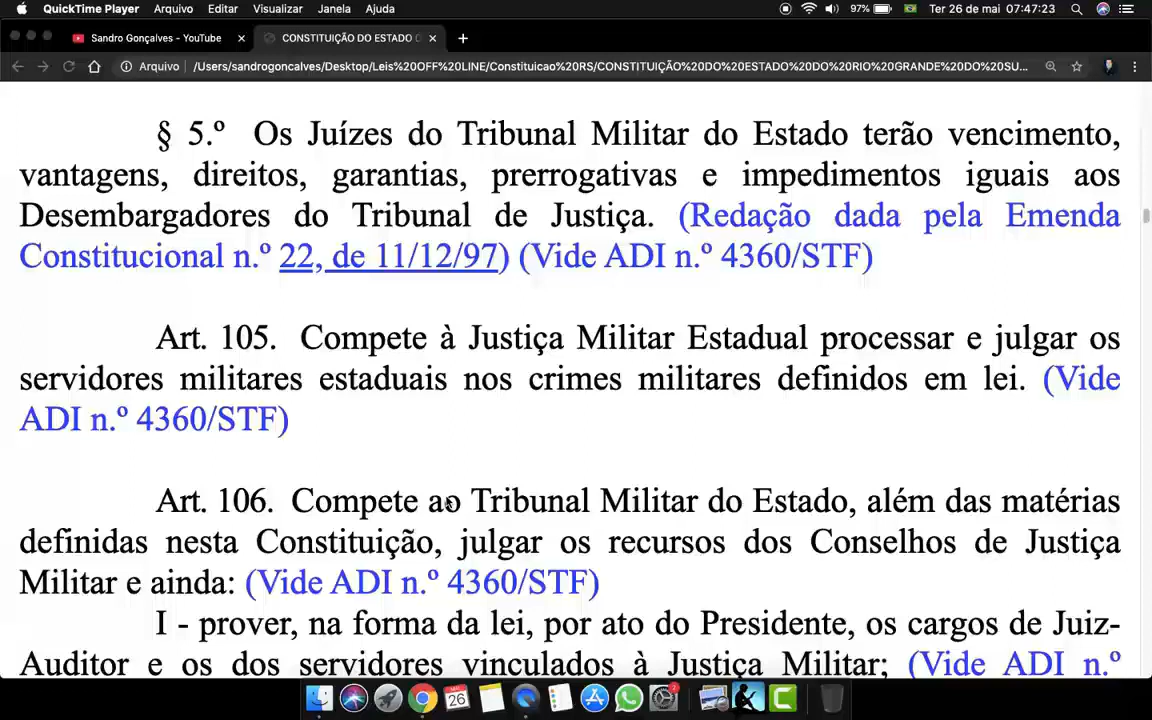 QuickTime Player Arquivo Editar Visualizar Janela Ajuda 97% Ter 26 de mai 07:47:23
Sandro Gonçalves - YouTube CONSTITUIÇÃO DO ESTADO
Arquivo /Users/sandrogoncalves/Desktop/Leis%20OFF%20LINE/Constituicao%20RS/CONSTITUIÇÃO%20DO%20ESTADO%20DO%20RIO%20GRANDE%20DO%20SU...
§ 5.º Os Juízes do Tribunal Militar do Estado terão vencimento,
vantagens, direitos, garantias, prerrogativas e impedimentos iguais aos
Desembargadores do Tribunal de Justiça. (Redação dada pela Emenda
Constitucional n.º 22, de 11/12/97) (Vide ADI n.º 4360/STF)
Art. 105. Compete à Justiça Militar Estadual processar e julgar os
servidores militares estaduais nos crimes militares definidos em lei. (Vide
ADI n.º 4360/STF)
Art. 106. Compete ao Tribunal Militar do Estado, além das matérias
definidas nesta Constituição, julgar os recursos dos Conselhos de Justiça
Militar e ainda: (Vide ADI n.º 4360/STF)
I - prover, na forma da lei, por ato do Presidente, os cargos de Juiz-
Auditor e os dos servidores vinculados à Justiça Militar; (Vide ADI n.º
26